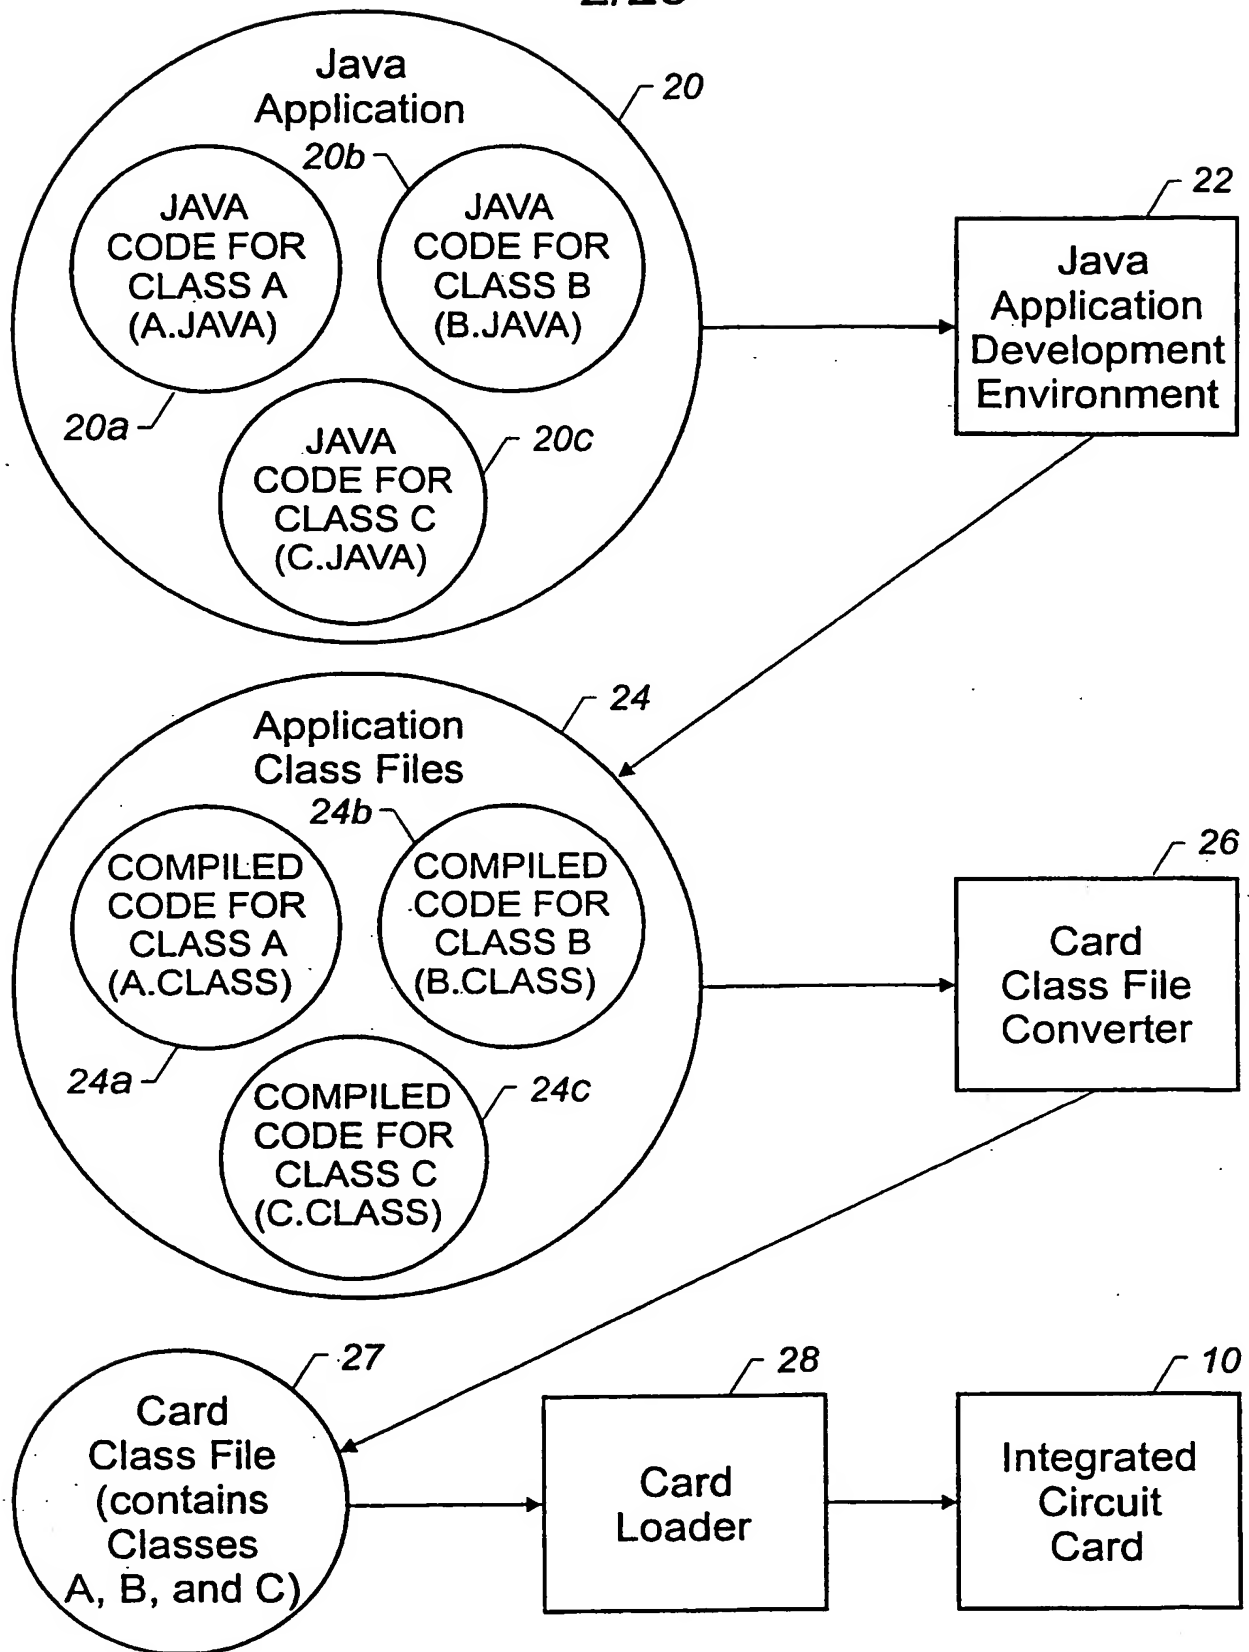 Java
Application
20
20b
JAVA
CODE FOR
CLASS A
(A.JAVA)
JAVA
CODE FOR
CLASS B
(B.JAVA)
20a
JAVA
CODE FOR
CLASS C
(C.JAVA)
20c
22
Java
Application
Development
Environment
24
Application
Class Files
24b
COMPILED
CODE FOR
CLASS A
(A.CLASS)
COMPILED
CODE FOR
CLASS B
(B.CLASS)
24a
COMPILED
CODE FOR
CLASS C
(C.CLASS)
24c
26
Card
Class File
Converter
27
Card
Class File
(contains
Classes
A, B, and C)
28
Card
Loader
10
Integrated
Circuit
Card